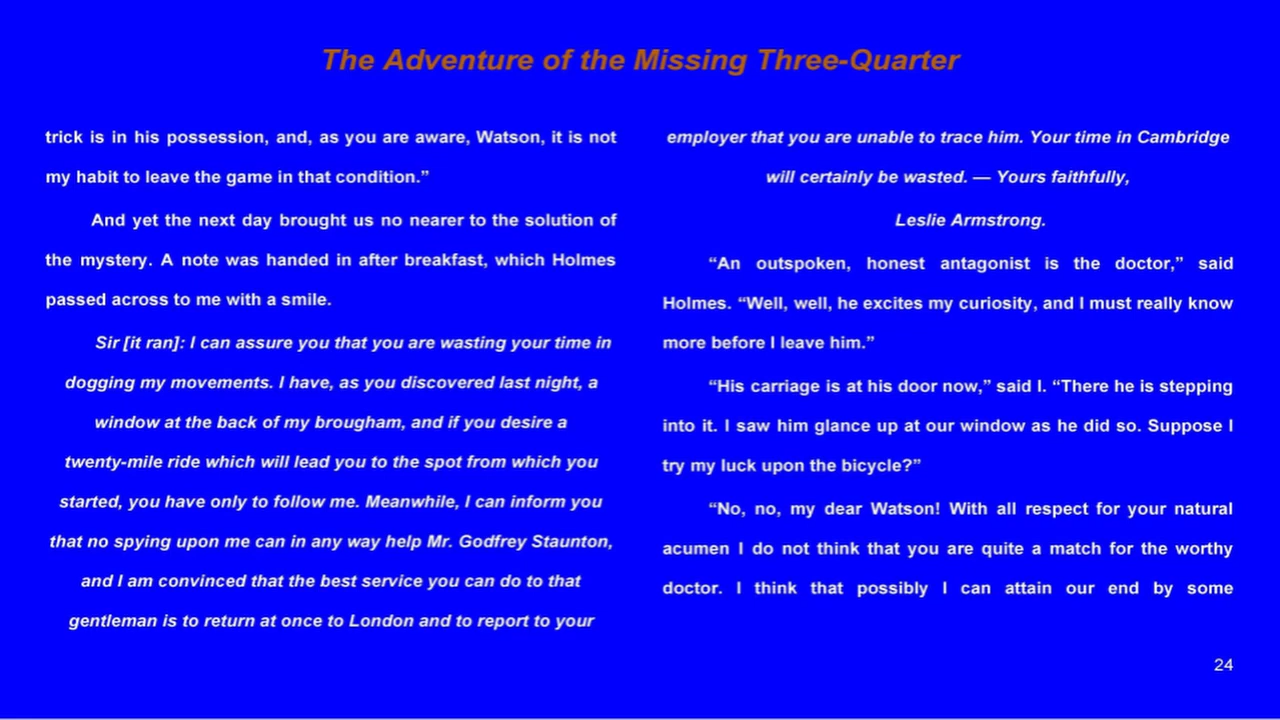 The Adventure of the Missing Three-Quarter
trick is in his possession, and, as you are aware, Watson, it is not
my habit to leave the game in that condition.”
And yet the next day brought us no nearer to the solution of
the mystery. A note was handed in after breakfast, which Holmes
passed across to me with a smile.
Sir [it ran]: I can assure you that you are wasting your time in
dogging my movements. I have, as you discovered last night, a
window at the back of my brougham, and if you desire a
twenty-mile ride which will lead you to the spot from which you
started, you have only to follow me. Meanwhile, I can inform you
that no spying upon me can in any way help Mr. Godfrey Staunton,
and I am convinced that the best service you can do to that
gentleman is to return at once to London and to report to your
employer that you are unable to trace him. Your time in Cambridge
will certainly be wasted. — Yours faithfully,
Leslie Armstrong.
“An outspoken, honest antagonist is the doctor,” said
Holmes. “Well, well, he excites my curiosity, and I must really know
more before I leave him.”
“His carriage is at his door now,” said I. “There he is stepping
into it. I saw him glance up at our window as he did so. Suppose I
try my luck upon the bicycle?”
“No, no, my dear Watson! With all respect for your natural
acumen I do not think that you are quite a match for the worthy
doctor. I think that possibly I can attain our end by some
24